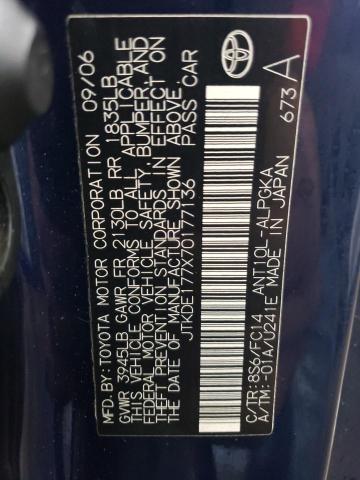 MFD. BY: TOYOTA MOTOR CORPORATION 09/06
GVWR 3945LB GAWR FR 2130LB RR 1835LB
THIS VEHICLE CONFORMS TO ALL APPLICABLE
FEDERAL MOTOR VEHICLE SAFETY, BUMPER, AND
THEFT PREVENTION STANDARDS IN EFFECT ON
THE DATE OF MANUFACTURE SHOWN ABOVE.
JTKDE177X70177136 PASS. CAR
C/TR:8S6/FC14 ANT10L-ALPGKA
A/TM:-01A/U241E MADE IN JAPAN 673 A
TOYOTA